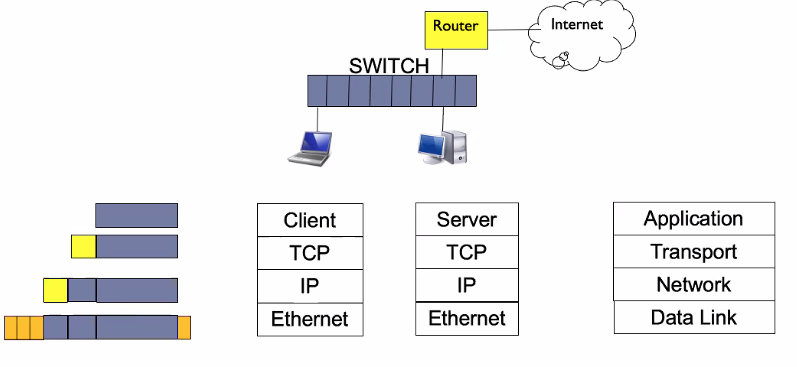 Router
Internet
SWITCH
Client
Server
Application
TCP
TCP
Transport
IP
IP
Network
Ethernet
Ethernet
Data Link